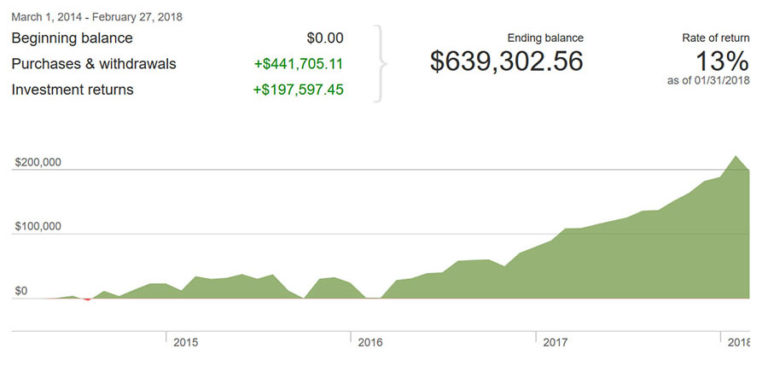 March 1, 2014 - February 27, 2018
Beginning balance $0.00
Purchases & withdrawals +$441,705.11
Investment returns +$197,597.45
Ending balance
$639,302.56
Rate of return
13%
as of 01/31/2018
$200,000
$100,000
$0
2015 2016 2017 2018